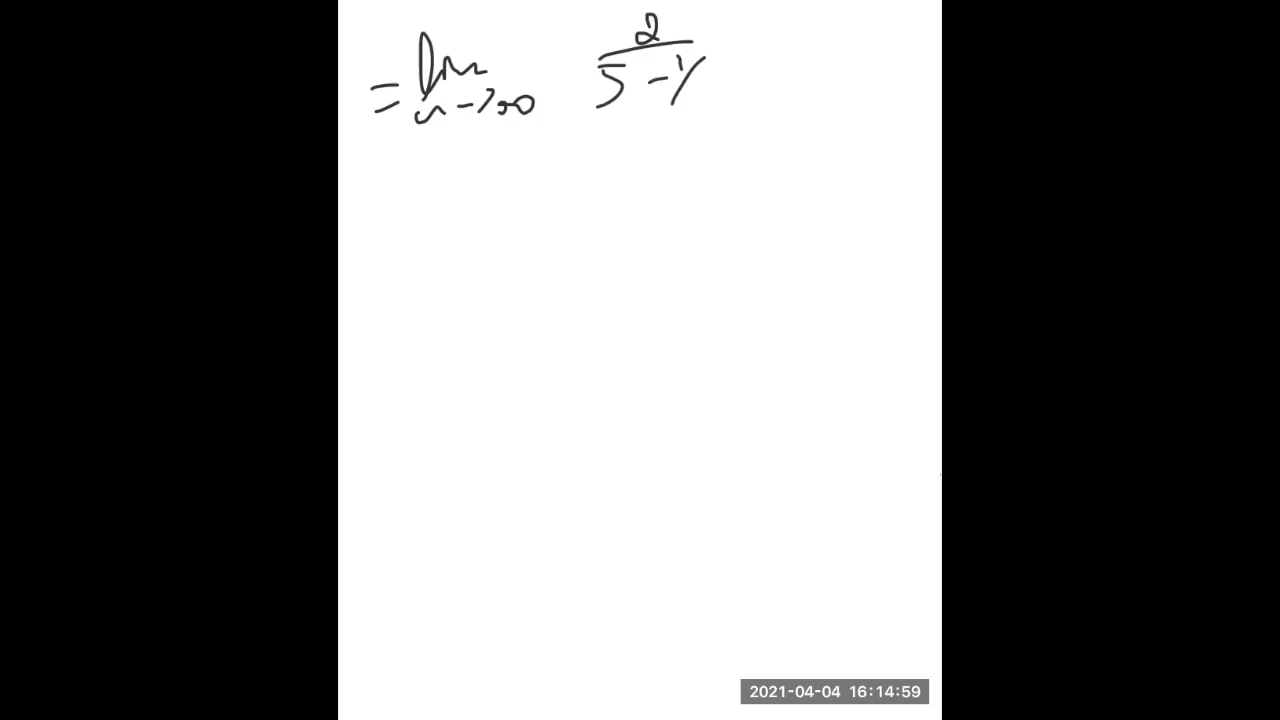 = lim 2
n->∞ 5 - 1/
2021-04-04 16:14:59